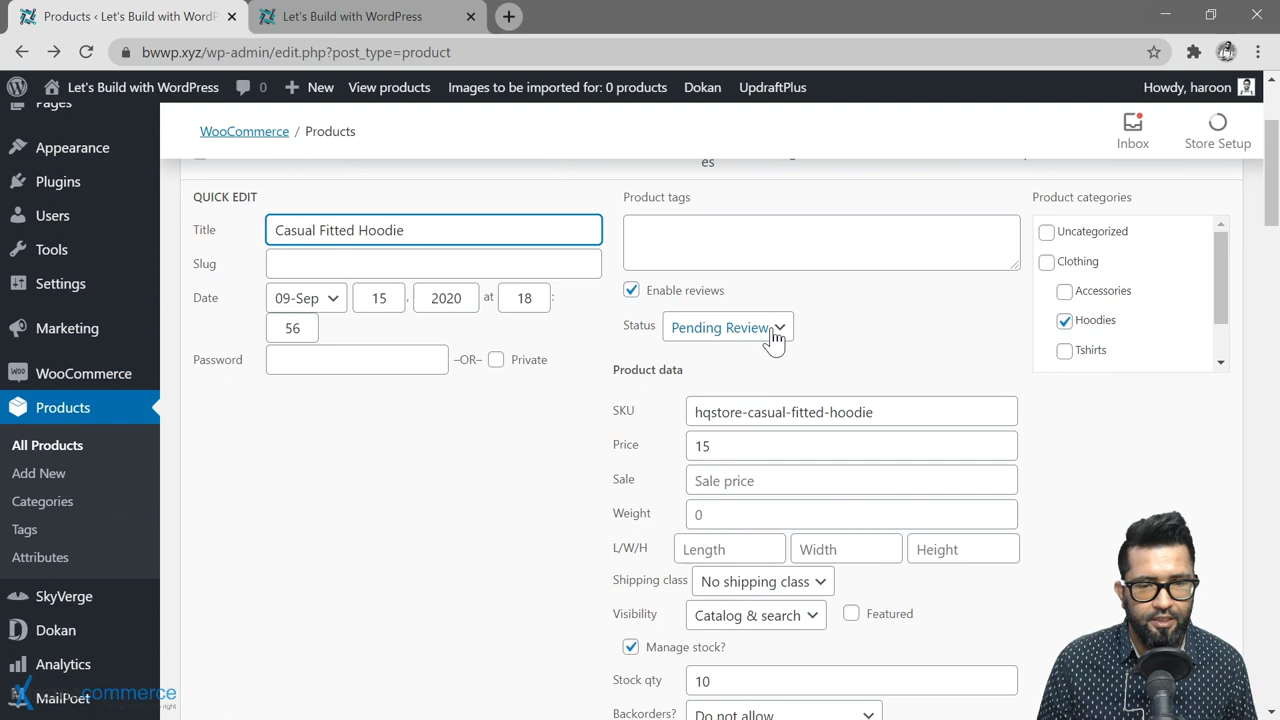 Products ‹ Let's Build with WordP
Let's Build with WordPress
bwwp.xyz/wp-admin/edit.php?post_type=product
Let's Build with WordPress 0 New View products Images to be imported for: 0 products Dokan UpdraftPlus Howdy, haroon
Pages
Appearance
Plugins
Users
Tools
Settings
Marketing
WooCommerce
Products
All Products
Add New
Categories
Tags
Attributes
SkyVerge
Dokan
Analytics
MailPoet
commerce
WooCommerce / Products
Inbox
Store Setup
es
QUICK EDIT
Title Casual Fitted Hoodie
Slug
Date 09-Sep 15 , 2020 at 18 :
56
Password –OR– Private
Product tags
Enable reviews
Status Pending Review
Product data
SKU hqstore-casual-fitted-hoodie
Price 15
Sale Sale price
Weight 0
L/W/H Length Width Height
Shipping class No shipping class
Visibility Catalog & search Featured
Manage stock?
Stock qty 10
Backorders? Do not allow
Product categories
Uncategorized
Clothing
Accessories
Hoodies
Tshirts